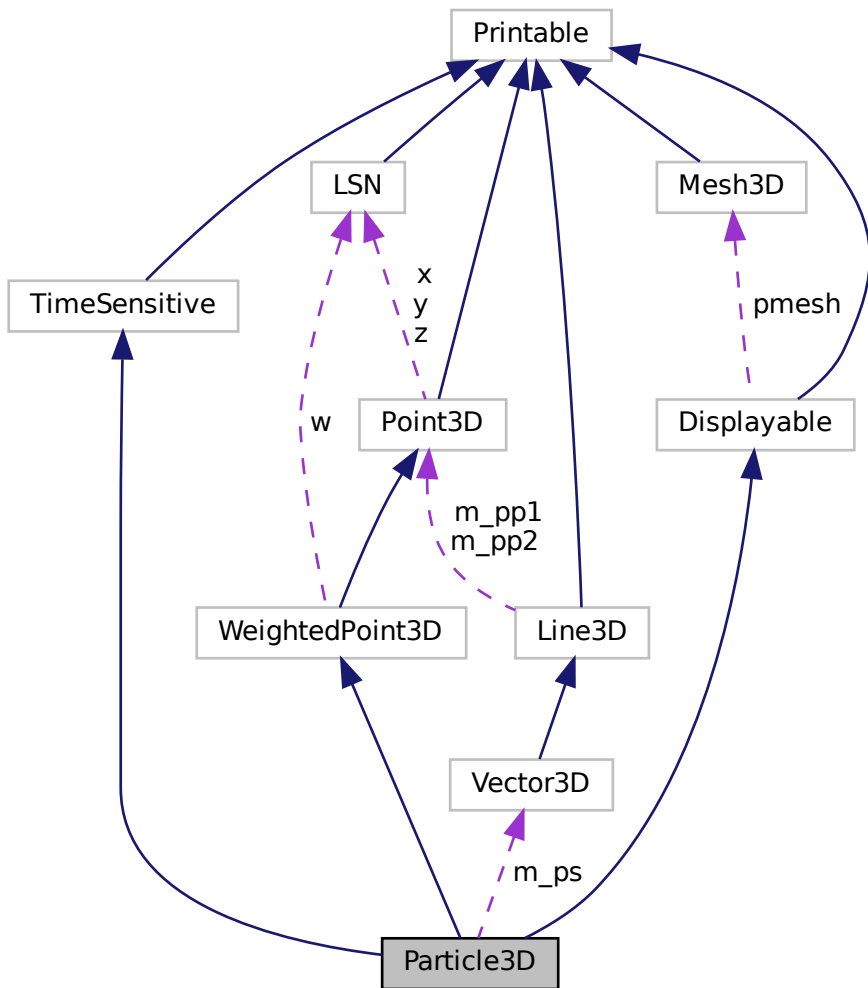 Printable
LSN
Mesh3D
x
y
z
TimeSensitive
pmesh
w
Point3D
Displayable
m_pp1
m_pp2
WeightedPoint3D
Line3D
Vector3D
m_ps
Particle3D